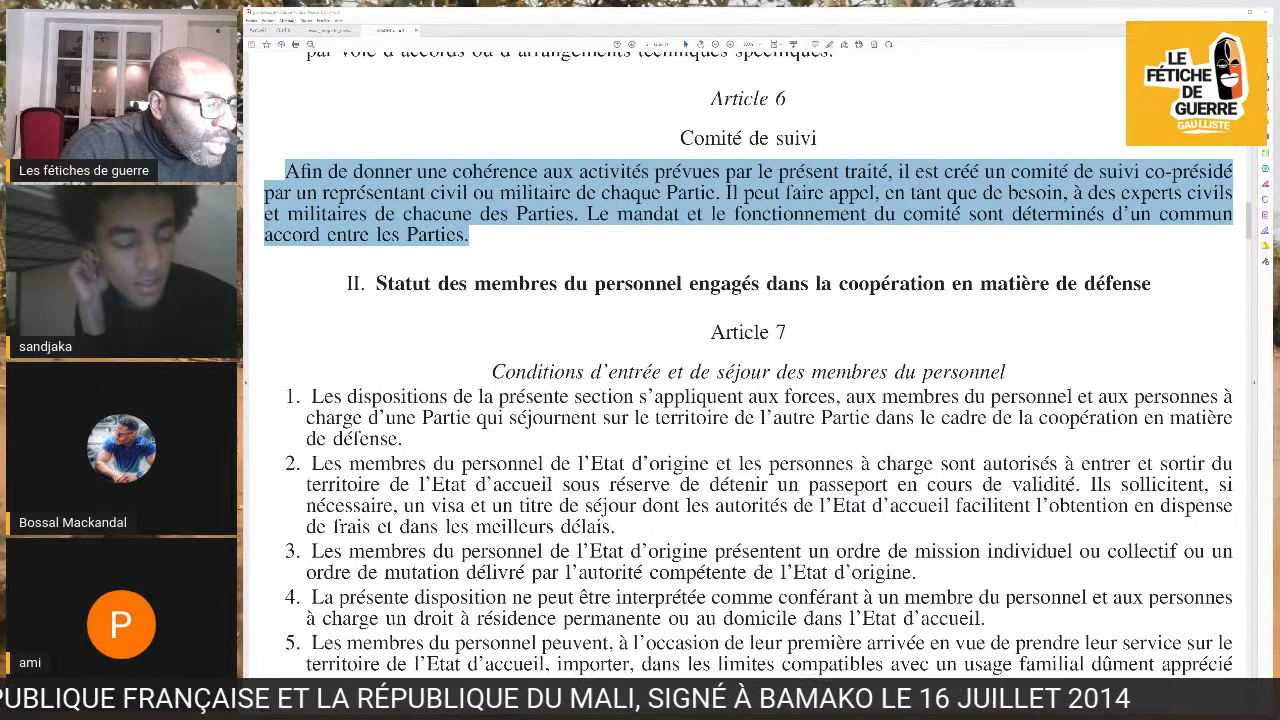 Accueil Outils
par voie d'accords ou d'arrangements techniques spécifiques.
Article 6
Comité de suivi
Afin de donner une cohérence aux activités prévues par le présent traité, il est créé un comité de suivi co-présidé
par un représentant civil ou militaire de chaque Partie. Il peut faire appel, en tant que de besoin, à des experts civils
et militaires de chacune des Parties. Le mandat et le fonctionnement du comité sont déterminés d'un commun
accord entre les Parties.
II. Statut des membres du personnel engagés dans la coopération en matière de défense
Article 7
Conditions d'entrée et de séjour des membres du personnel
1. Les dispositions de la présente section s'appliquent aux forces, aux membres du personnel et aux personnes à
charge d'une Partie qui séjournent sur le territoire de l'autre Partie dans le cadre de la coopération en matière
de défense.
2. Les membres du personnel de l'Etat d'origine et les personnes à charge sont autorisés à entrer et sortir du
territoire de l'Etat d'accueil sous réserve de détenir un passeport en cours de validité. Ils sollicitent, si
nécessaire, un visa et un titre de séjour dont les autorités de l'Etat d'accueil facilitent l'obtention en dispense
de frais et dans les meilleurs délais.
3. Les membres du personnel de l'Etat d'origine présentent un ordre de mission individuel ou collectif ou un
ordre de mutation délivré par l'autorité compétente de l'Etat d'origine.
4. La présente disposition ne peut être interprétée comme conférant à un membre du personnel et aux personnes
à charge un droit à résidence permanente ou au domicile dans l'Etat d'accueil.
5. Les membres du personnel peuvent, à l'occasion de leur première arrivée en vue de prendre leur service sur le
territoire de l'Etat d'accueil, importer, dans les limites compatibles avec un usage familial dûment apprécié
LE
FÉTICHE
DE
GUERRE
GAULLISTE
Les fétiches de guerre
sandjaka
Bossal Mackandal
P
ami
PUBLIQUE FRANÇAISE ET LA RÉPUBLIQUE DU MALI, SIGNÉ À BAMAKO LE 16 JUILLET 2014